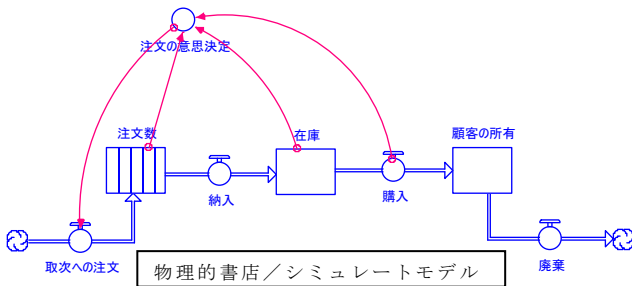 注文の意思決定
注文数
在庫
顧客の所有
納入
購入
取次への注文
廃棄
物理的書店／シミュレートモデル